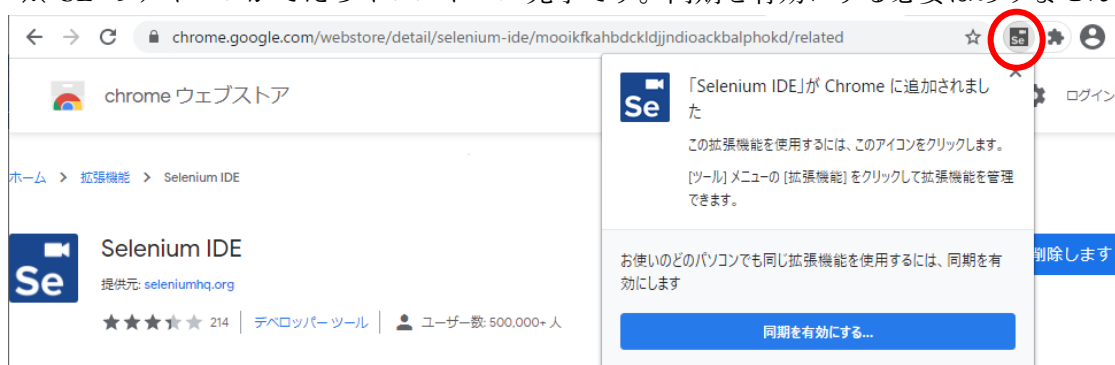 chrome.google.com/webstore/detail/selenium-ide/mooikfkahbdckldjjndioackbalphokd/related
Se
chrome ウェブストア
ログイン
Se
「Selenium IDE」が Chrome に追加されまし
た
この拡張機能を使用するには、このアイコンをクリックします。
[ツール] メニューの [拡張機能] をクリックして拡張機能を管理
できます。
ホーム > 拡張機能 > Selenium IDE
Se
Selenium IDE
提供元: seleniumhq.org
214 | デベロッパー ツール | ユーザー数: 500,000+ 人
お使いのどのパソコンでも同じ拡張機能を使用するには、同期を有
効にします
同期を有効にする...
削除します